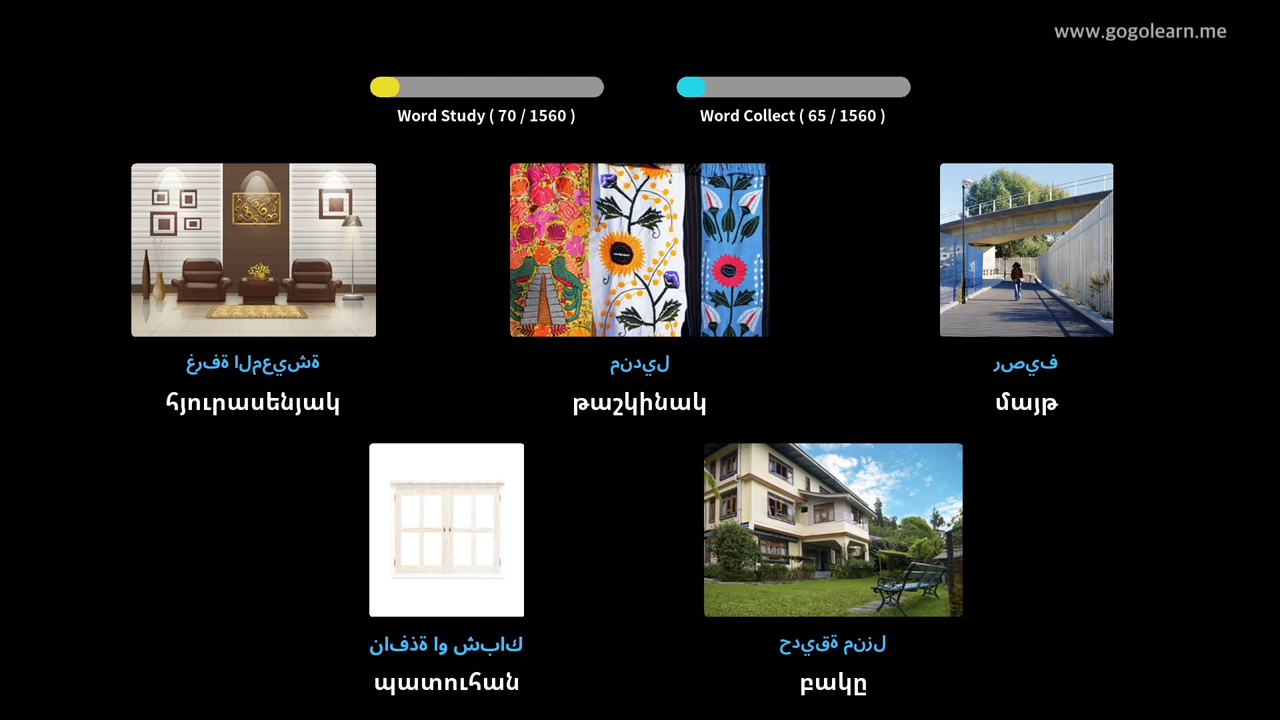 www.gogolearn.me
Word Study ( 70 / 1560 )
Word Collect ( 65 / 1560 )
غرفة المعيشة
հյուրասենյակ
منديل
թաշկինակ
رصيف
մայթ
نافذة او شباك
պատուհան
حديقة منزل
բակը